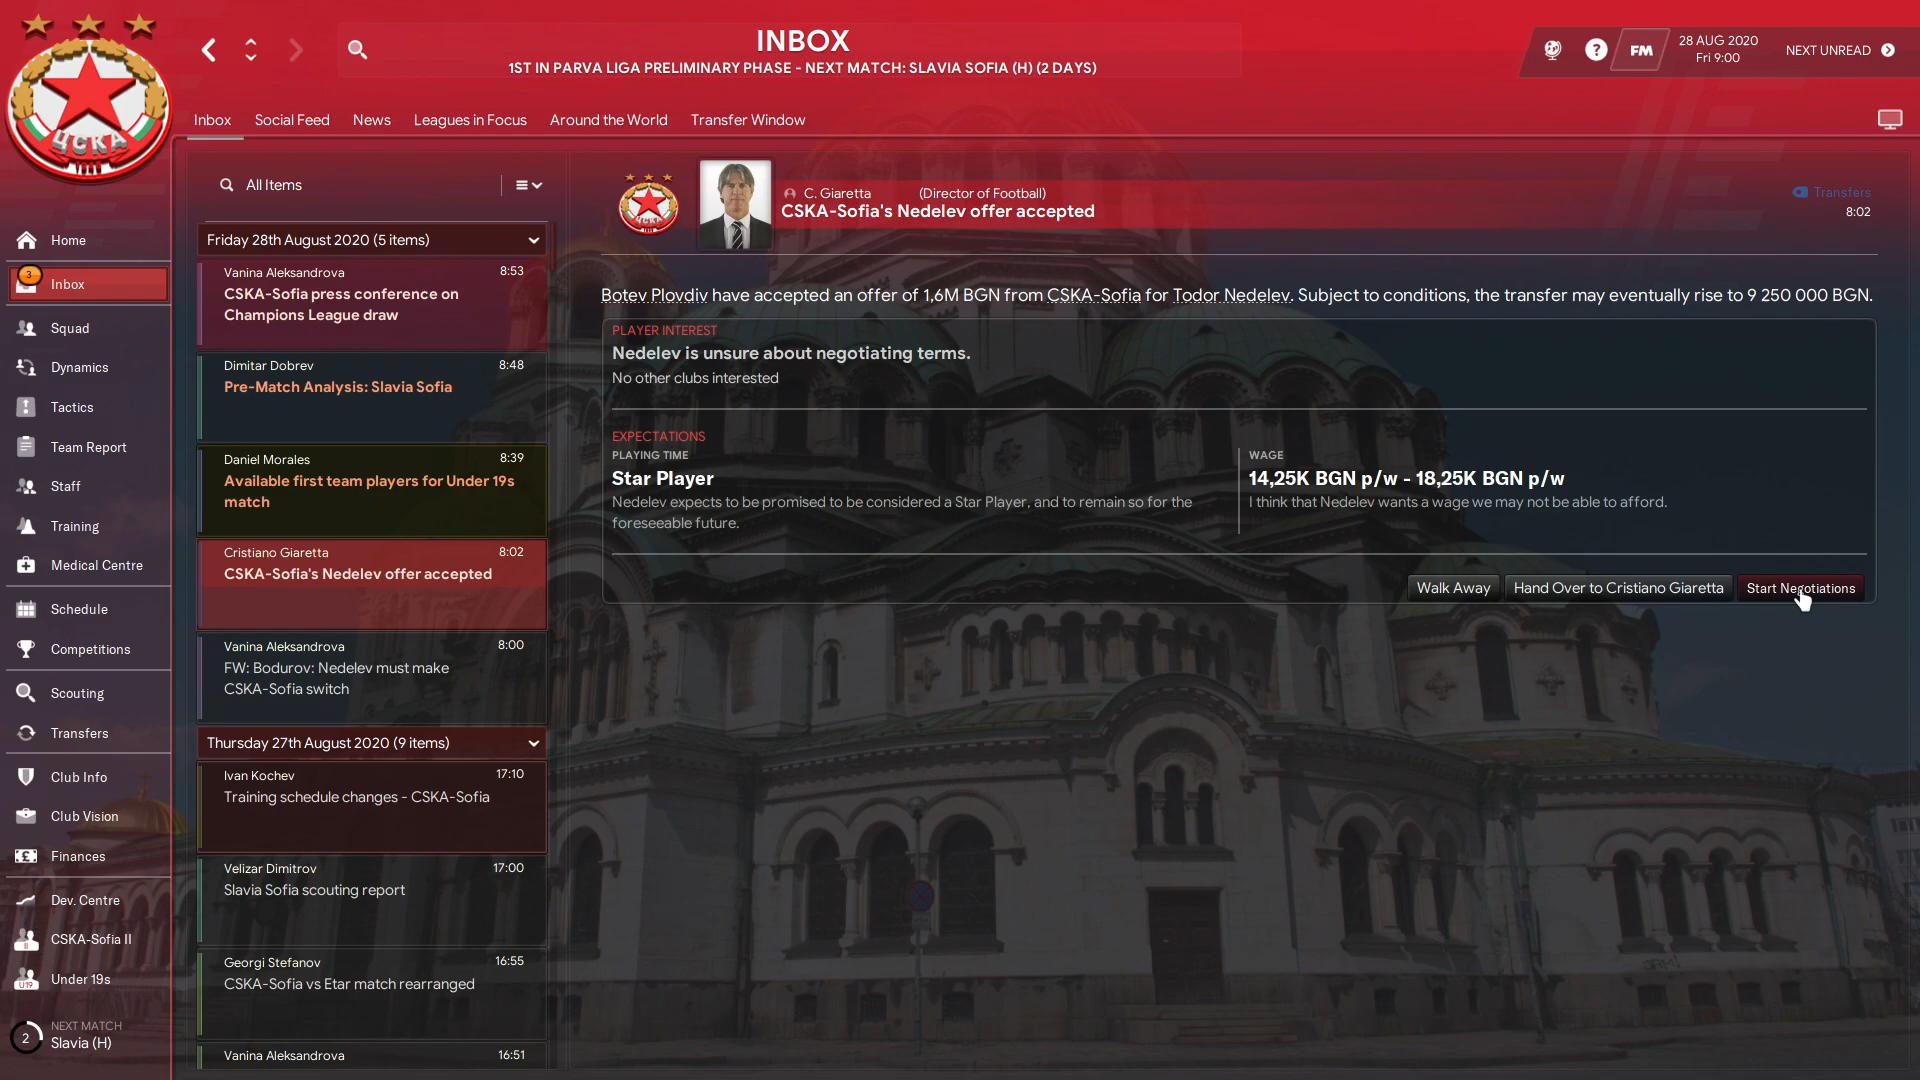 INBOX
1ST IN PARVA LIGA PRELIMINARY PHASE - NEXT MATCH: SLAVIA SOFIA (H) (2 DAYS)
FM
28 AUG 2020
Fri 9:00
NEXT UNREAD
ЦСКА
Inbox
Social Feed
News
Leagues in Focus
Around the World
Transfer Window
Home
3
Inbox
Squad
Dynamics
Tactics
Team Report
Staff
Training
Medical Centre
Schedule
Competitions
Scouting
Transfers
Club Info
Club Vision
Finances
Dev. Centre
CSKA-Sofia II
U19
Under 19s
2
NEXT MATCH
Slavia (H)
All Items
Friday 28th August 2020 (5 items)
Vanina Aleksandrova 8:53
CSKA-Sofia press conference on
Champions League draw
Dimitar Dobrev 8:48
Pre-Match Analysis: Slavia Sofia
Daniel Morales 8:39
Available first team players for Under 19s
match
Cristiano Giaretta 8:02
CSKA-Sofia's Nedelev offer accepted
Vanina Aleksandrova 8:00
FW: Bodurov: Nedelev must make
CSKA-Sofia switch
Thursday 27th August 2020 (9 items)
Ivan Kochev 17:10
Training schedule changes - CSKA-Sofia
Velizar Dimitrov 17:00
Slavia Sofia scouting report
Georgi Stefanov 16:55
CSKA-Sofia vs Etar match rearranged
Vanina Aleksandrova 16:51
C. Giaretta (Director of Football)
CSKA-Sofia's Nedelev offer accepted
Transfers
8:02
Botev Plovdiv have accepted an offer of 1,6M BGN from CSKA-Sofia for Todor Nedelev. Subject to conditions, the transfer may eventually rise to 9 250 000 BGN.
PLAYER INTEREST
Nedelev is unsure about negotiating terms.
No other clubs interested
EXPECTATIONS
PLAYING TIME
Star Player
Nedelev expects to be promised to be considered a Star Player, and to remain so for the
foreseeable future.
WAGE
14,25K BGN p/w - 18,25K BGN p/w
I think that Nedelev wants a wage we may not be able to afford.
Walk Away
Hand Over to Cristiano Giaretta
Start Negotiations